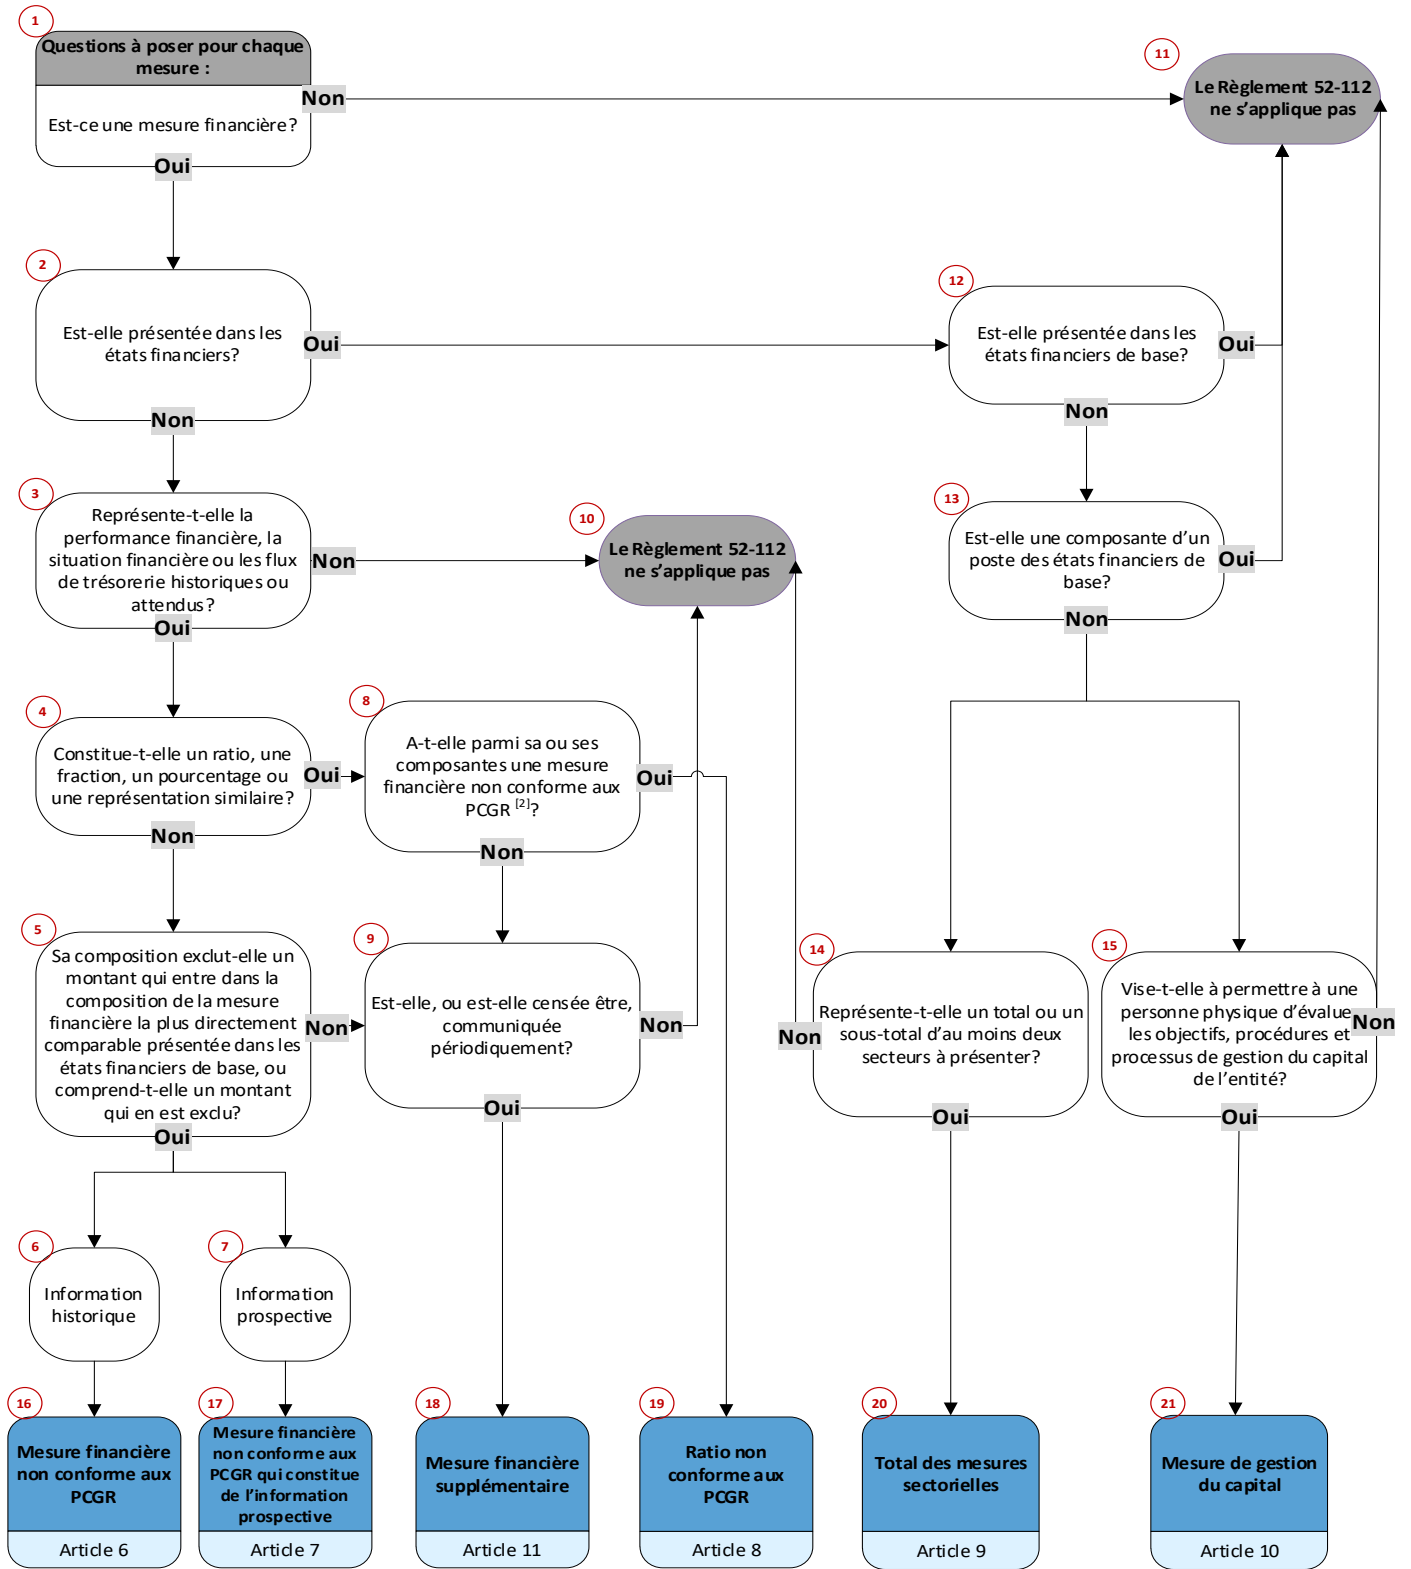 1
Questions à poser pour chaque
mesure :
Est-ce une mesure financière?
Non
Oui
11
Le Règlement 52-112
ne s’applique pas
2
Est-elle présentée dans les
états financiers?
Oui
Non
12
Est-elle présentée dans les
états financiers de base?
Oui
Non
3
Représente-t-elle la
performance financière, la
situation financière ou les flux
de trésorerie historiques ou
attendus?
Non
Oui
10
Le Règlement 52-112
ne s’applique pas
13
Est-elle une composante d’un
poste des états financiers de
base?
Oui
Non
4
Constitue-t-elle un ratio, une
fraction, un pourcentage ou
une représentation similaire?
Oui
Non
8
A-t-elle parmi sa ou ses
composantes une mesure
financière non conforme aux
PCGR [2]?
Oui
Non
5
Sa composition exclut-elle un
montant qui entre dans la
composition de la mesure
financière la plus directement
comparable présentée dans les
états financiers de base, ou
comprend-t-elle un montant
qui en est exclu?
Non
Oui
9
Est-elle, ou est-elle censée être,
communiquée
périodiquement?
Non
Oui
14
Représente-t-elle un total ou un
sous-total d’au moins deux
secteurs à présenter?
Non
Oui
15
Vise-t-elle à permettre à une
personne physique d’évalue
les objectifs, procédures et
processus de gestion du capital
de l’entité?
Non
Oui
6
Information
historique
7
Information
prospective
16
Mesure financière
non conforme aux
PCGR
Article 6
17
Mesure financière
non conforme aux
PCGR qui constitue
de l’information
prospective
Article 7
18
Mesure financière
supplémentaire
Article 11
19
Ratio non
conforme aux
PCGR
Article 8
20
Total des mesures
sectorielles
Article 9
21
Mesure de gestion
du capital
Article 10